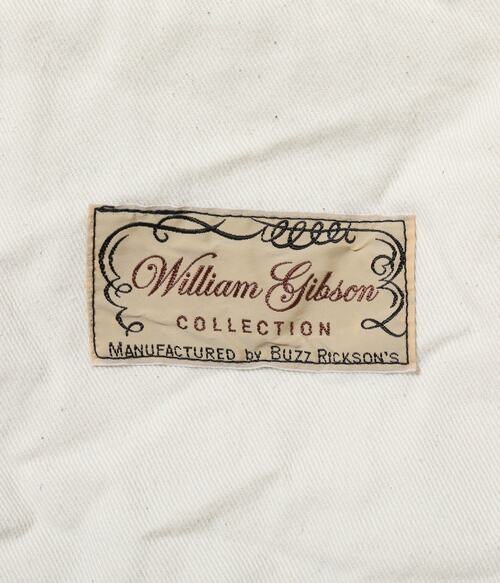 William Gibson
COLLECTION
MANUFACTURED by BUZZ RICKSON'S